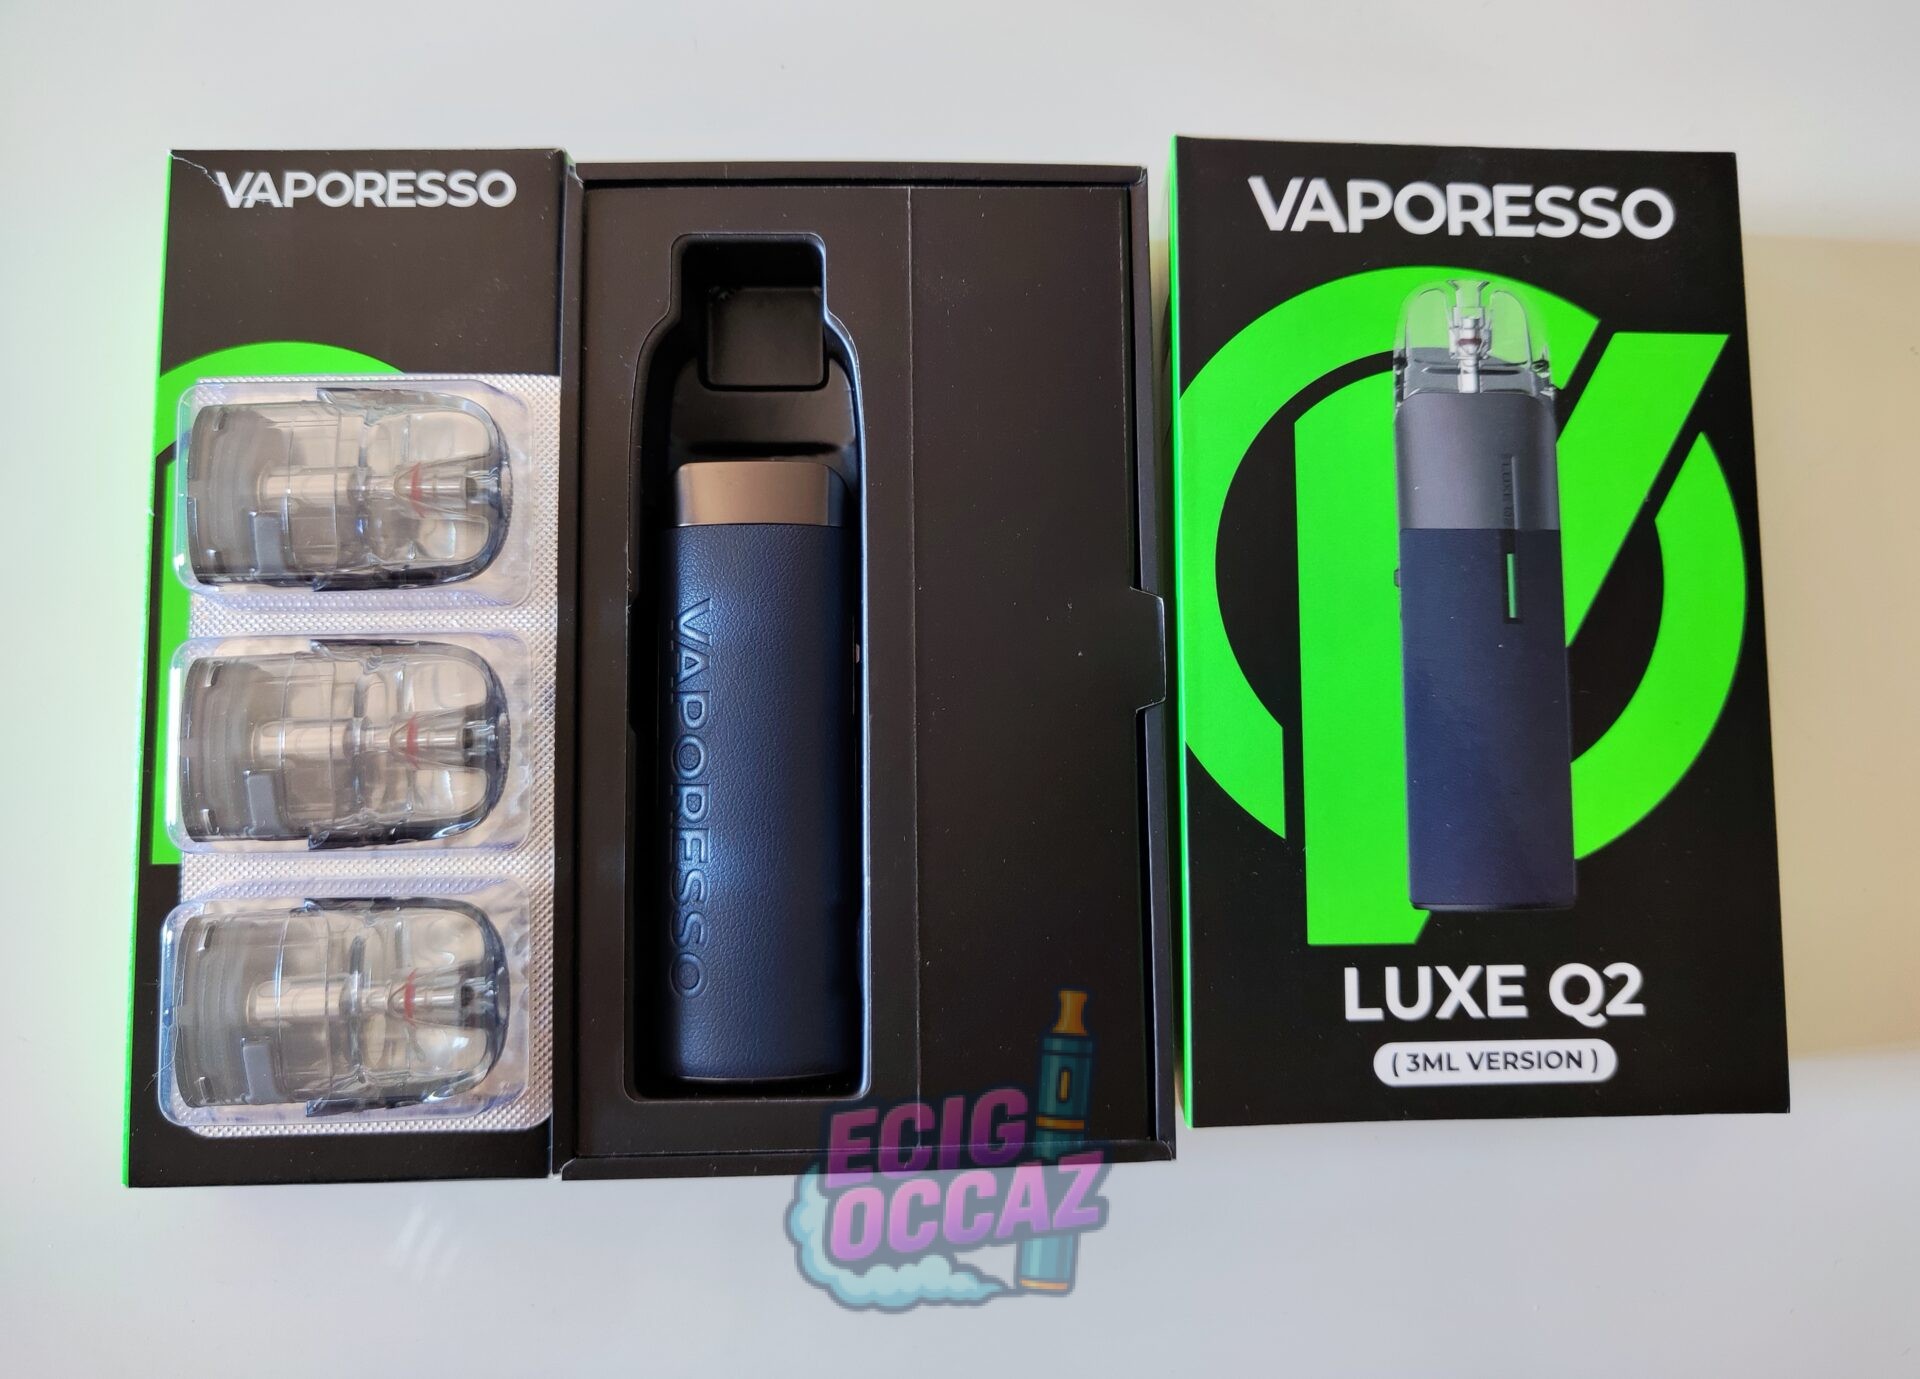 VAPORESSO
VAPORESSO
VAPORESSO
LUXE Q2
( 3ML VERSION )
ECIG
OCCAZ